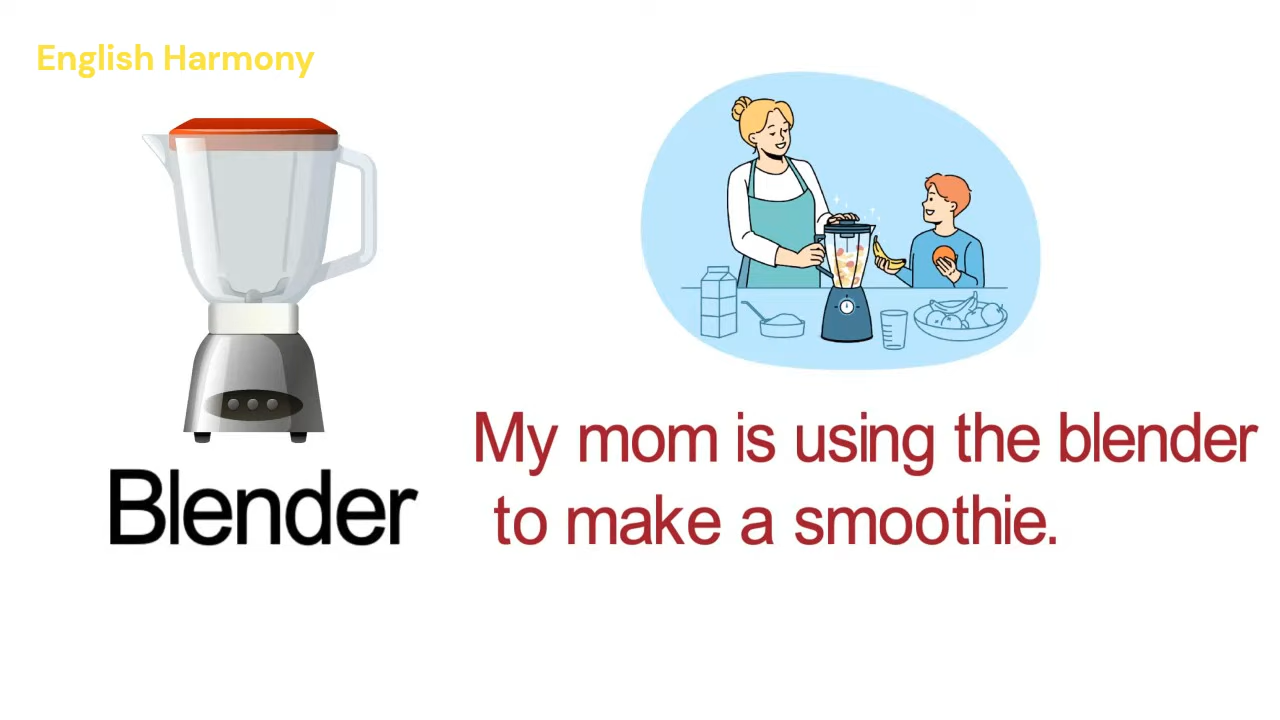 English Harmony
Blender
My mom is using the blender
to make a smoothie.